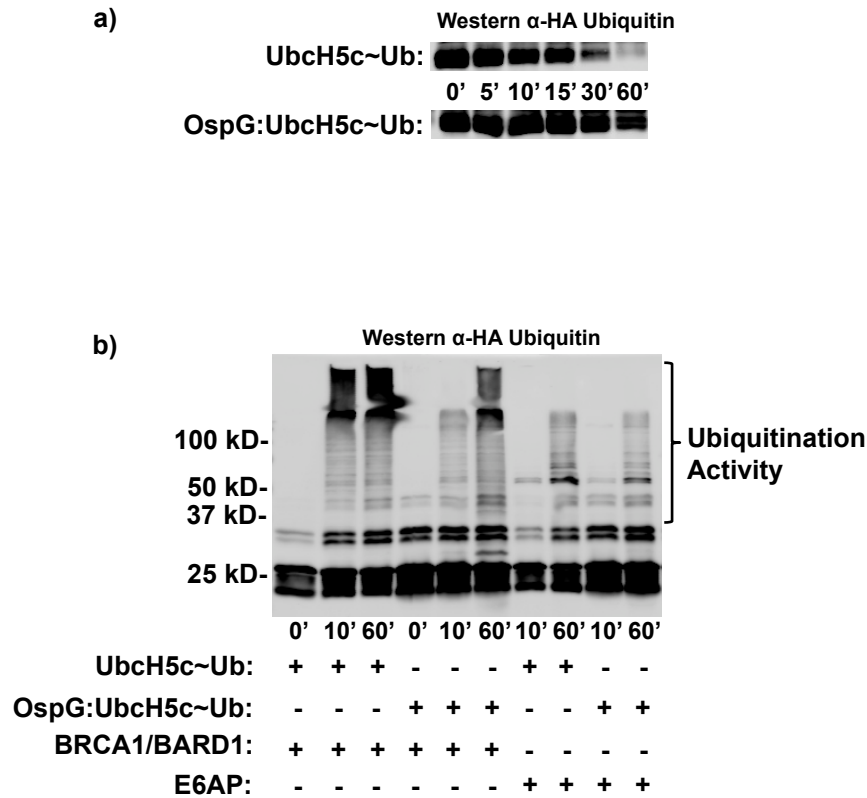 a)
Western α-HA Ubiquitin
UbcH5c~Ub:
0’ 5’ 10’ 15’ 30’ 60’
OspG:UbcH5c~Ub:
b)
Western α-HA Ubiquitin
100 kD-
50 kD-
37 kD-
25 kD-
Ubiquitination
Activity
0’ 10’ 60’ 0’ 10’ 60’ 10’ 60’ 10’ 60’
UbcH5c~Ub: + + + - - - + + - -
OspG:UbcH5c~Ub: - - - + + + - - + +
BRCA1/BARD1: + + + + + + - - - -
E6AP: - - - - - - + + + +